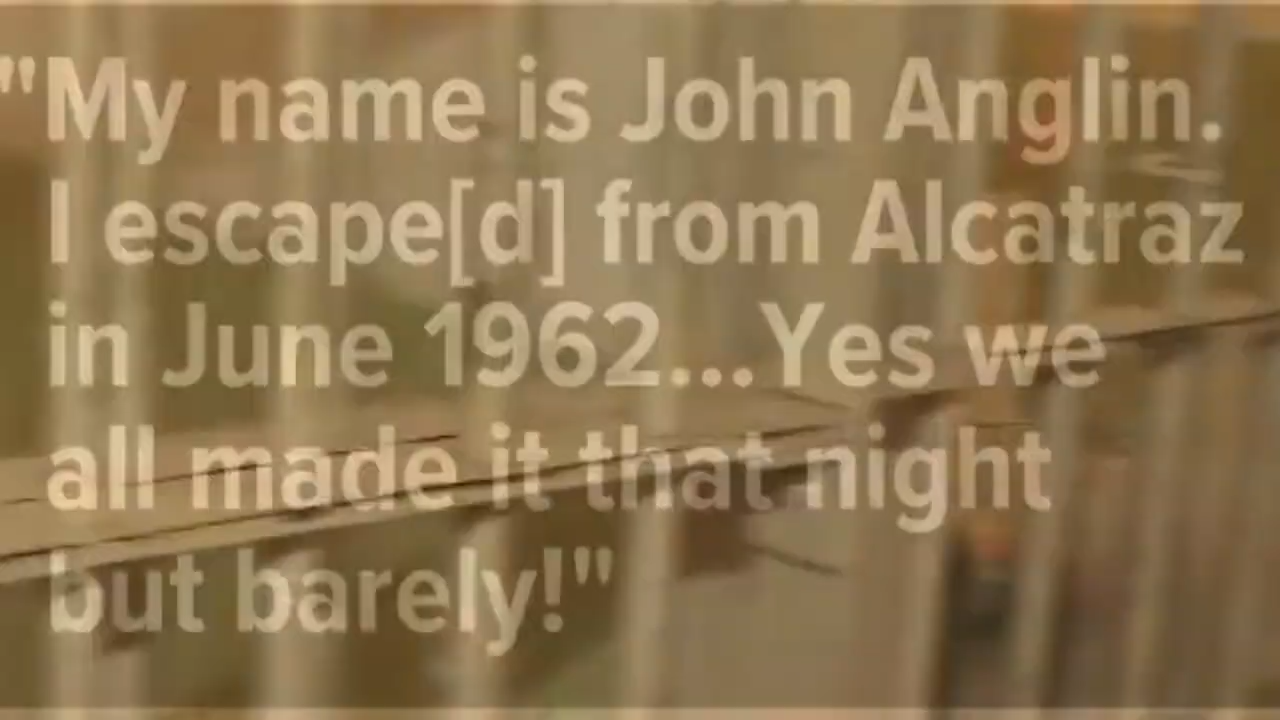 "My name is John Anglin.
I escape[d] from Alcatraz
in June 1962...Yes we
all made it that night
but barely!"